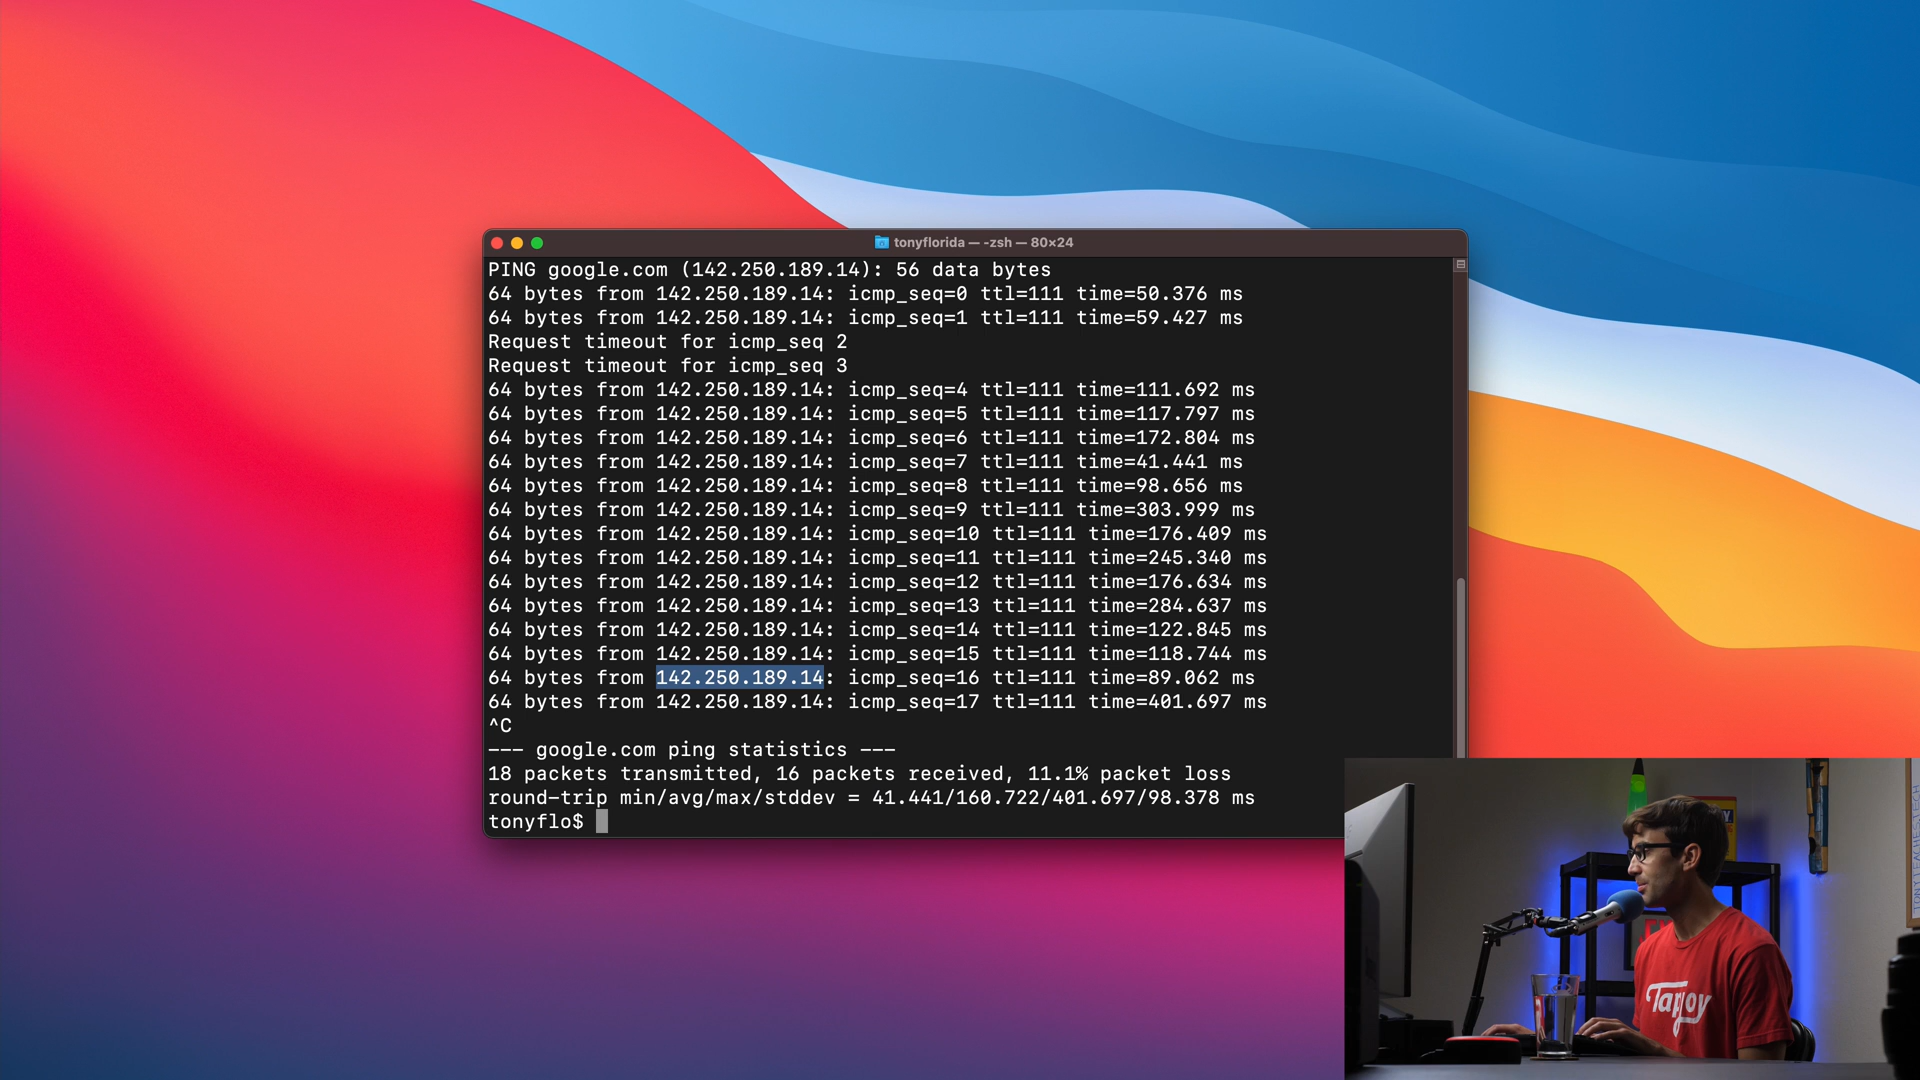 tonyflorida — -zsh — 80×24
PING google.com (142.250.189.14): 56 data bytes
64 bytes from 142.250.189.14: icmp_seq=0 ttl=111 time=50.376 ms
64 bytes from 142.250.189.14: icmp_seq=1 ttl=111 time=59.427 ms
Request timeout for icmp_seq 2
Request timeout for icmp_seq 3
64 bytes from 142.250.189.14: icmp_seq=4 ttl=111 time=111.692 ms
64 bytes from 142.250.189.14: icmp_seq=5 ttl=111 time=117.797 ms
64 bytes from 142.250.189.14: icmp_seq=6 ttl=111 time=172.804 ms
64 bytes from 142.250.189.14: icmp_seq=7 ttl=111 time=41.441 ms
64 bytes from 142.250.189.14: icmp_seq=8 ttl=111 time=98.656 ms
64 bytes from 142.250.189.14: icmp_seq=9 ttl=111 time=303.999 ms
64 bytes from 142.250.189.14: icmp_seq=10 ttl=111 time=176.409 ms
64 bytes from 142.250.189.14: icmp_seq=11 ttl=111 time=245.340 ms
64 bytes from 142.250.189.14: icmp_seq=12 ttl=111 time=176.634 ms
64 bytes from 142.250.189.14: icmp_seq=13 ttl=111 time=284.637 ms
64 bytes from 142.250.189.14: icmp_seq=14 ttl=111 time=122.845 ms
64 bytes from 142.250.189.14: icmp_seq=15 ttl=111 time=118.744 ms
64 bytes from 142.250.189.14: icmp_seq=16 ttl=111 time=89.062 ms
64 bytes from 142.250.189.14: icmp_seq=17 ttl=111 time=401.697 ms
^C
--- google.com ping statistics ---
18 packets transmitted, 16 packets received, 11.1% packet loss
round-trip min/avg/max/stddev = 41.441/160.722/401.697/98.378 ms
tonyflo$
Tapjoy